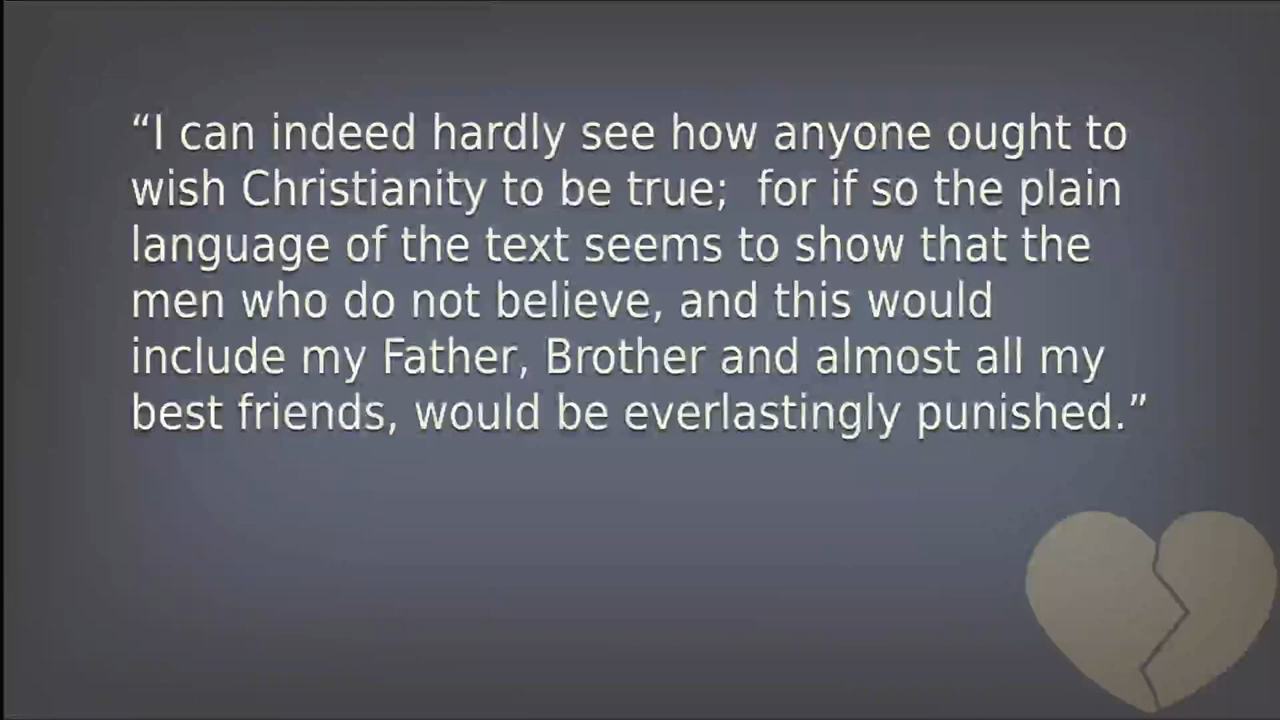 “I can indeed hardly see how anyone ought to
wish Christianity to be true;  for if so the plain
language of the text seems to show that the
men who do not believe, and this would
include my Father, Brother and almost all my
best friends, would be everlastingly punished.”